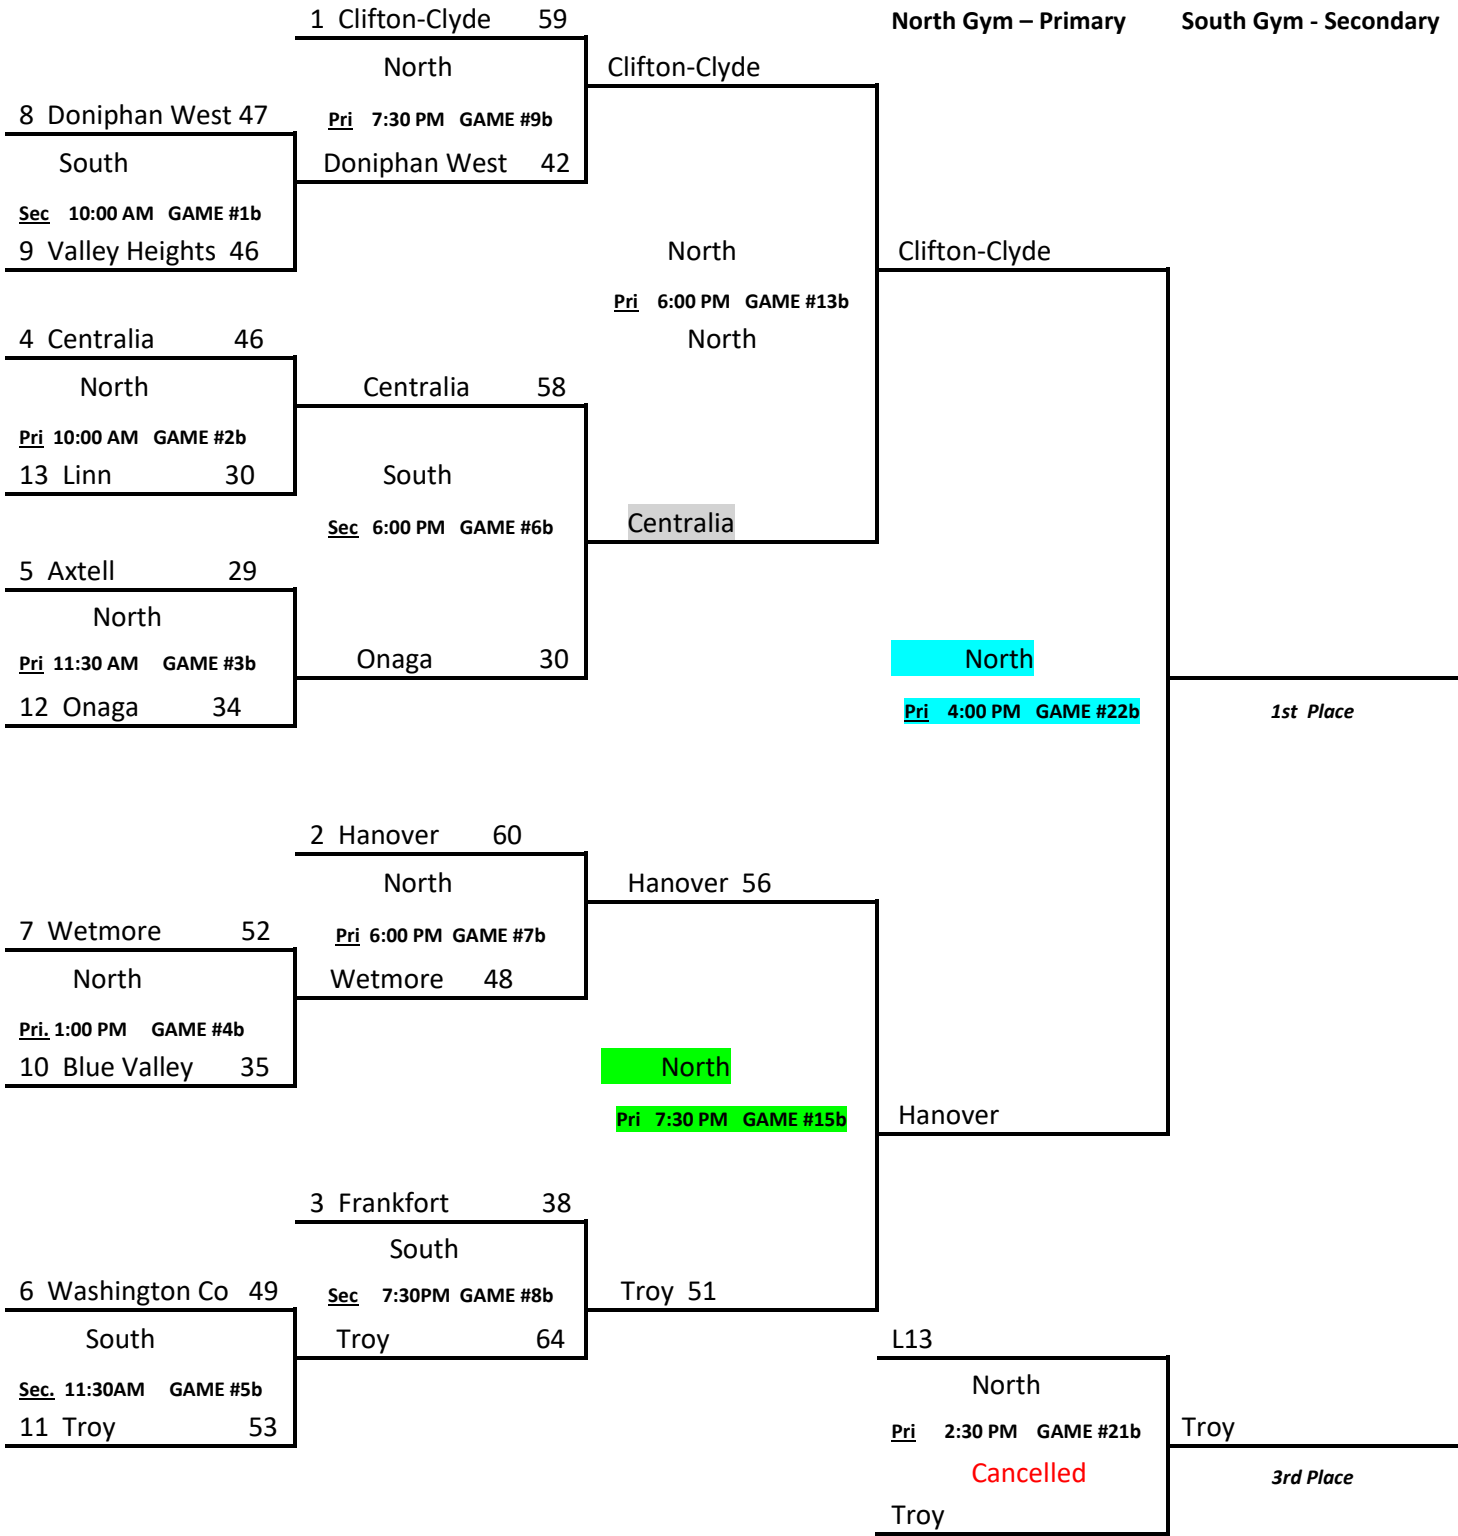 1 Clifton-Clyde 59
North Gym – Primary South Gym - Secondary
North
Clifton-Clyde
8 Doniphan West 47
Pri 7:30 PM GAME #9b
South
Doniphan West 42
Sec 10:00 AM GAME #1b
9 Valley Heights 46
North
Clifton-Clyde
Pri 6:00 PM GAME #13b
4 Centralia 46
North
North
Centralia 58
Pri 10:00 AM GAME #2b
13 Linn 30
South
Sec 6:00 PM GAME #6b
Centralia
5 Axtell 29
North
Pri 11:30 AM GAME #3b
Onaga 30
North
12 Onaga 34
Pri 4:00 PM GAME #22b
1st Place
2 Hanover 60
North
Hanover 56
7 Wetmore 52
Pri 6:00 PM GAME #7b
North
Wetmore 48
Pri. 1:00 PM GAME #4b
10 Blue Valley 35
North
Pri 7:30 PM GAME #15b
Hanover
3 Frankfort 38
South
6 Washington Co 49
Sec 7:30PM GAME #8b
Troy 51
South
Troy 64
L13
Sec. 11:30AM GAME #5b
North
11 Troy 53
Pri 2:30 PM GAME #21b
Troy
Cancelled
3rd Place
Troy